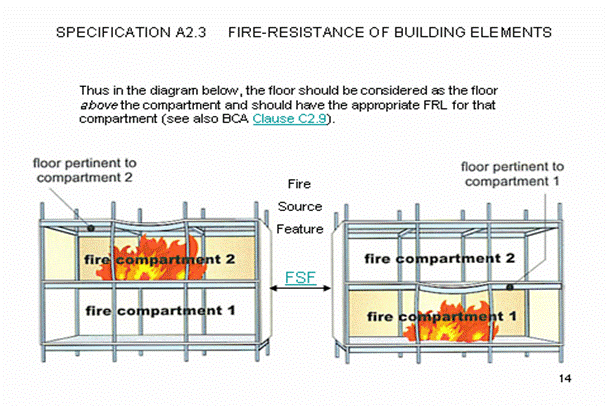 SPECIFICATION A2.3 FIRE-RESISTANCE OF BUILDING ELEMENTS
Thus in the diagram below, the floor should be considered as the floor
above the compartment and should have the appropriate FRL for that
compartment (see also BCA Clause C2.9).
floor pertinent to
compartment 2
Fire
Source
Feature
FSF
floor pertinent to
compartment 1
fire compartment 2
fire compartment 1
fire compartment 2
fire compartment 1
14